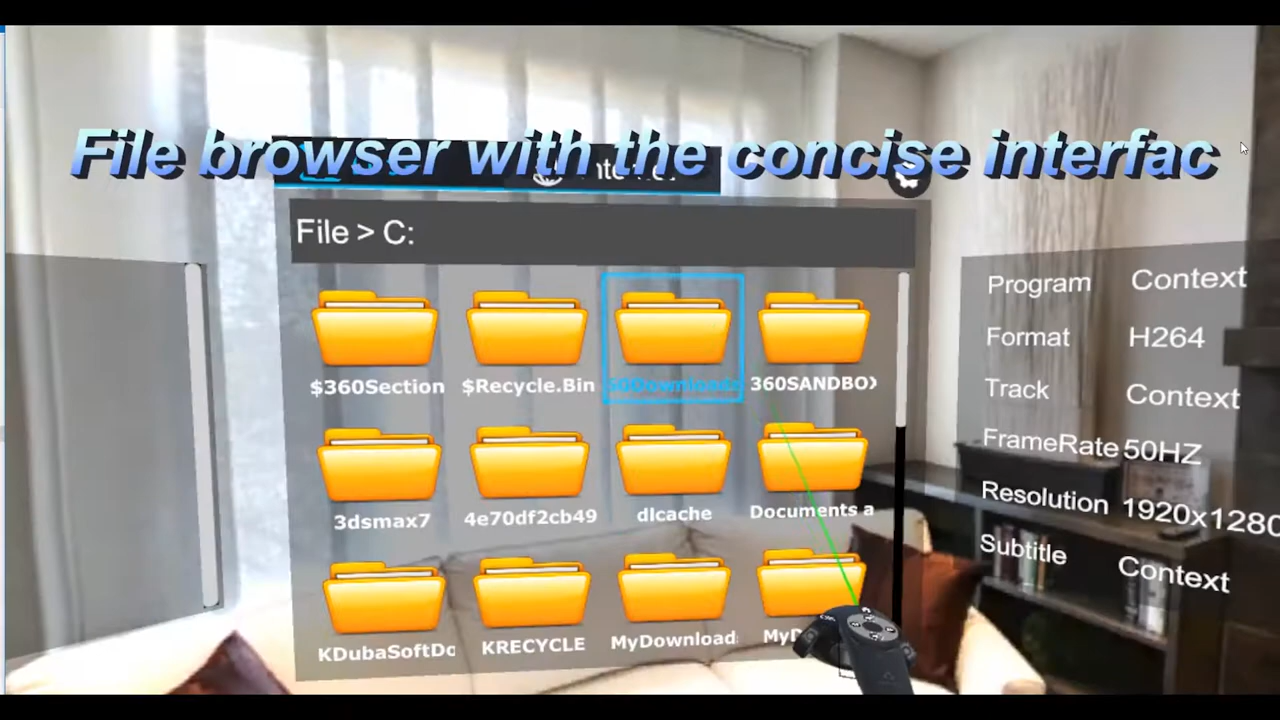 File browser with the concise interfac
File > C:
$360Section
$Recycle.Bin
360SANDBOX
3dsmax7
4e70df2cb49
dlcache
Documents a
KDubaSoftDo
KRECYCLE
MyDownload
Program Context
Format H264
Track Context
FrameRate 50HZ
Resolution 1920x1280
Subtitle Context